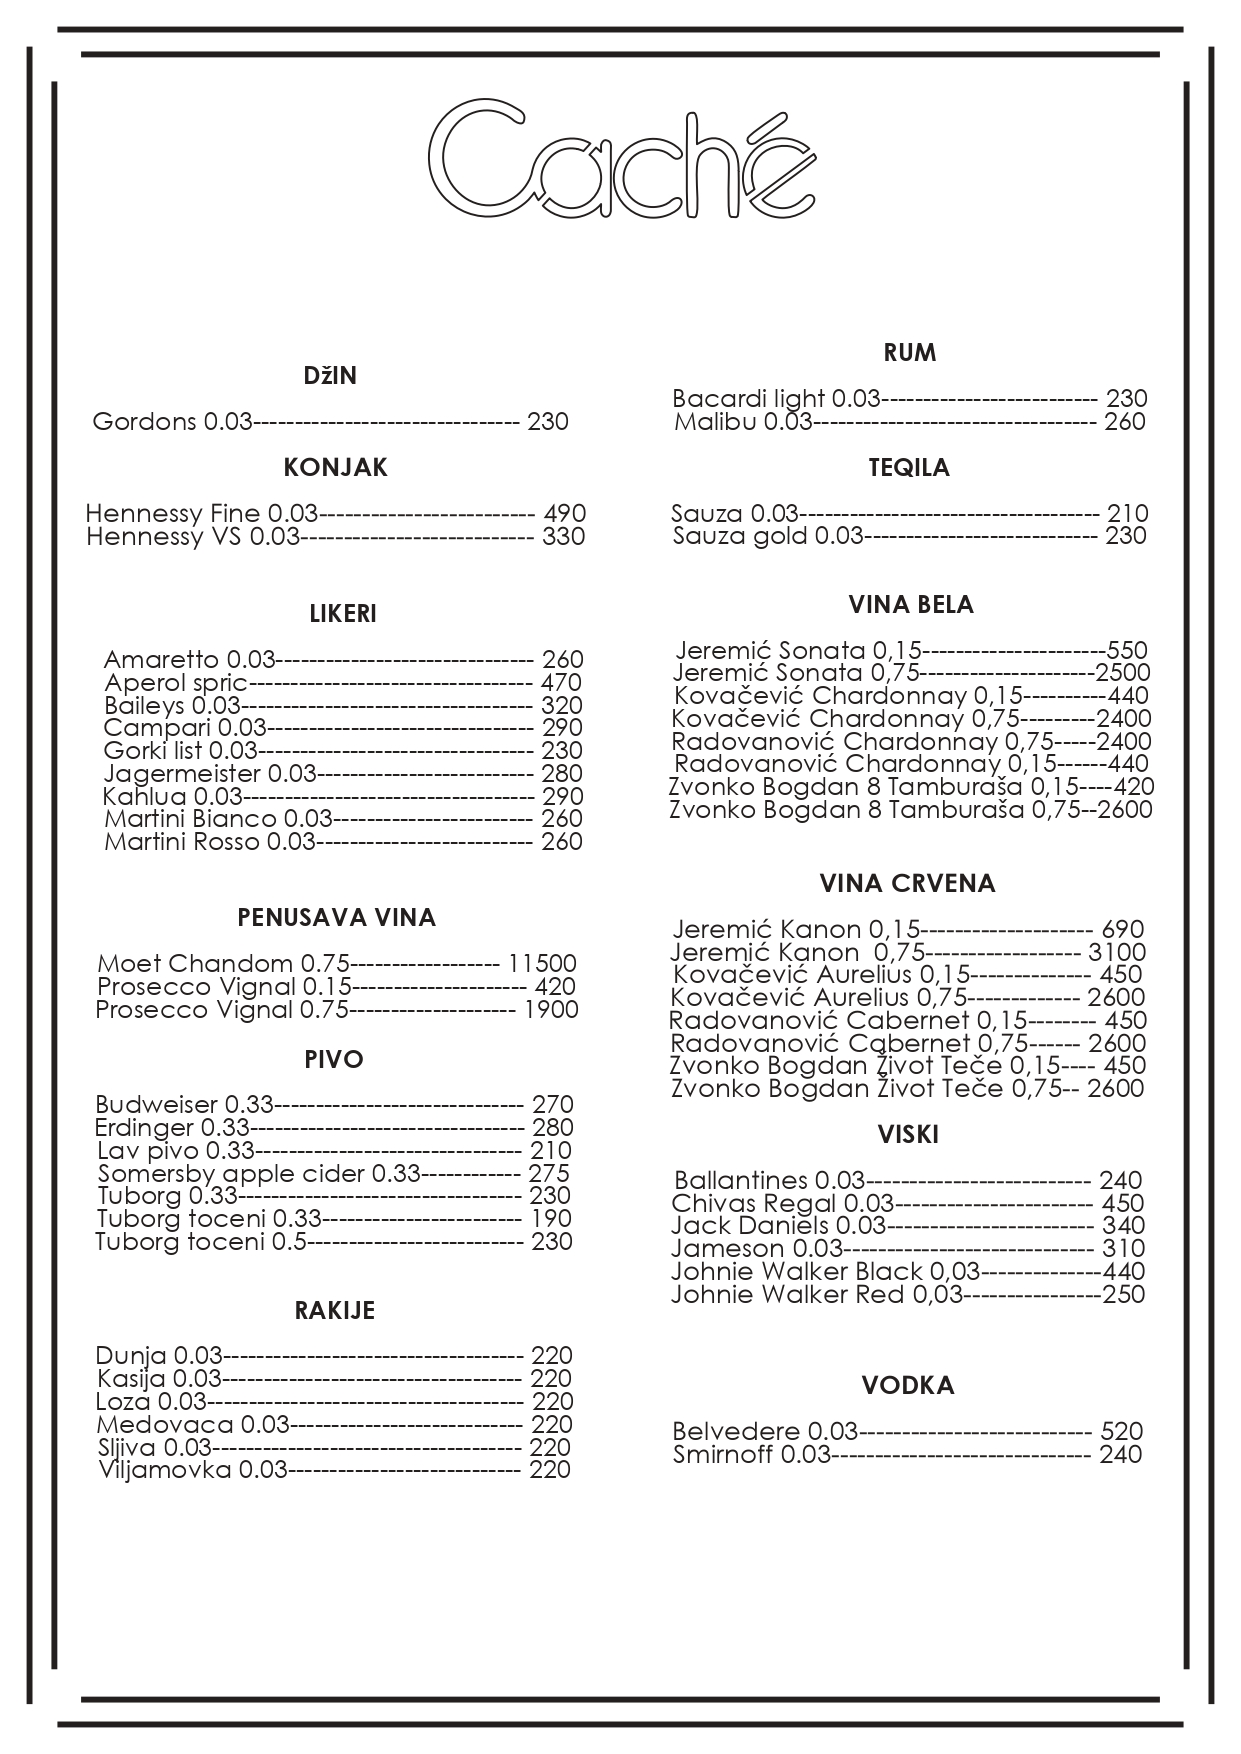 Caché
DžIN
Gordons 0.03-------------------------------- 230
KONJAK
Hennessy Fine 0.03-------------------------- 490
Hennessy VS 0.03---------------------------- 330
LIKERI
Amaretto 0.03------------------------------- 260
Aperol spric---------------------------------- 470
Baileys 0.03----------------------------------- 320
Campari 0.03-------------------------------- 290
Gorki list 0.03--------------------------------- 230
Jagermeister 0.03-------------------------- 280
Kahlua 0.03----------------------------------- 290
Martini Bianco 0.03------------------------ 260
Martini Rosso 0.03-------------------------- 260
PENUSAVA VINA
Moet Chandom 0.75------------------ 11500
Prosecco Vignal 0.15--------------------- 420
Prosecco Vignal 0.75-------------------- 1900
PIVO
Budweiser 0.33------------------------------ 270
Erdinger 0.33--------------------------------- 280
Lav pivo 0.33-------------------------------- 210
Somersby apple cider 0.33------------ 275
Tuborg 0.33---------------------------------- 230
Tuborg toceni 0.33------------------------ 190
Tuborg toceni 0.5-------------------------- 230
RAKIJE
Dunja 0.03------------------------------------ 220
Kasija 0.03------------------------------------ 220
Loza 0.03-------------------------------------- 220
Medovaca 0.03---------------------------- 220
Sljiva 0.03------------------------------------- 220
Viljamovka 0.03---------------------------- 220
RUM
Bacardi light 0.03-------------------------- 230
Malibu 0.03---------------------------------- 260
TEQILA
Sauza 0.03------------------------------------ 210
Sauza gold 0.03---------------------------- 230
VINA BELA
Jeremić Sonata 0,15----------------------550
Jeremić Sonata 0,75---------------------2500
Kovačević Chardonnay 0,15----------440
Kovačević Chardonnay 0,75---------2400
Radovanović Chardonnay 0,75-----2400
Radovanović Chardonnay 0,15------440
Zvonko Bogdan 8 Tamburaša 0,15----420
Zvonko Bogdan 8 Tamburaša 0,75--2600
VINA CRVENA
Jeremić Kanon 0,15--------------------- 690
Jeremić Kanon  0,75------------------- 3100
Kovačević Aurelius 0,15-------------- 450
Kovačević Aurelius 0,75------------- 2600
Radovanović Cabernet 0,15-------- 450
Radovanović Cabernet 0,75------ 2600
Zvonko Bogdan Život Teče 0,15---- 450
Zvonko Bogdan Život Teče 0,75-- 2600
VISKI
Ballantines 0.03--------------------------- 240
Chivas Regal 0.03------------------------ 450
Jack Daniels 0.03------------------------- 340
Jameson 0.03------------------------------ 310
Johnie Walker Black 0,03--------------440
Johnie Walker Red 0,03----------------250
VODKA
Belvedere 0.03---------------------------- 520
Smirnoff 0.03------------------------------- 240